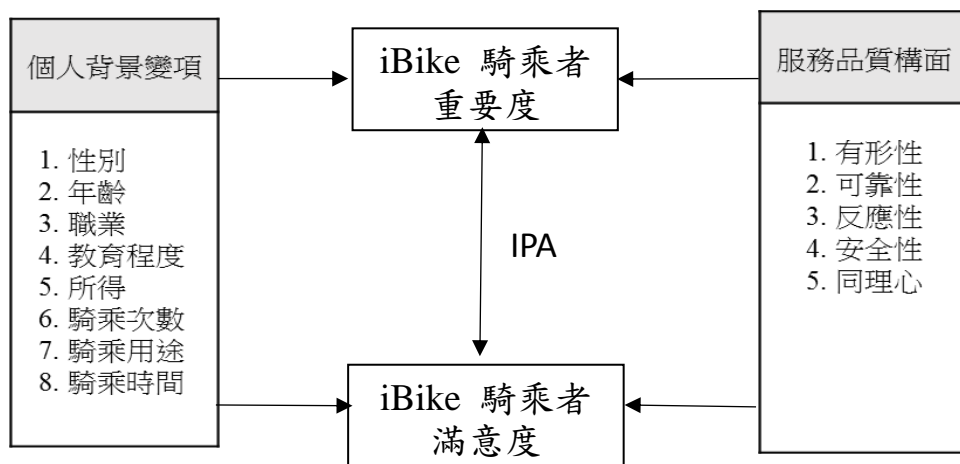 個人背景變項
1. 性別
2. 年齡
3. 職業
4. 教育程度
5. 所得
6. 騎乘次數
7. 騎乘用途
8. 騎乘時間
iBike 騎乘者
重要度
IPA
iBike 騎乘者
滿意度
服務品質構面
1. 有形性
2. 可靠性
3. 反應性
4. 安全性
5. 同理心